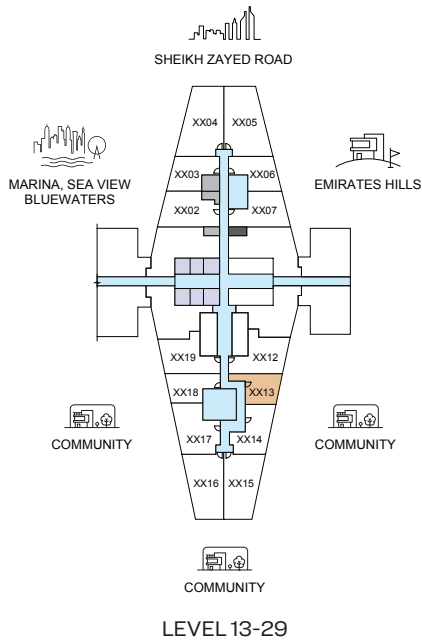 SHEIKH ZAYED ROAD
XX04 XX05
MARINA, SEA VIEW
BLUEWATERS
EMIRATES HILLS
XX03 XX06
XX02 XX07
XX19 XX12
XX18 XX13
COMMUNITY
COMMUNITY
XX17 XX14
XX16 XX15
COMMUNITY
LEVEL 13-29